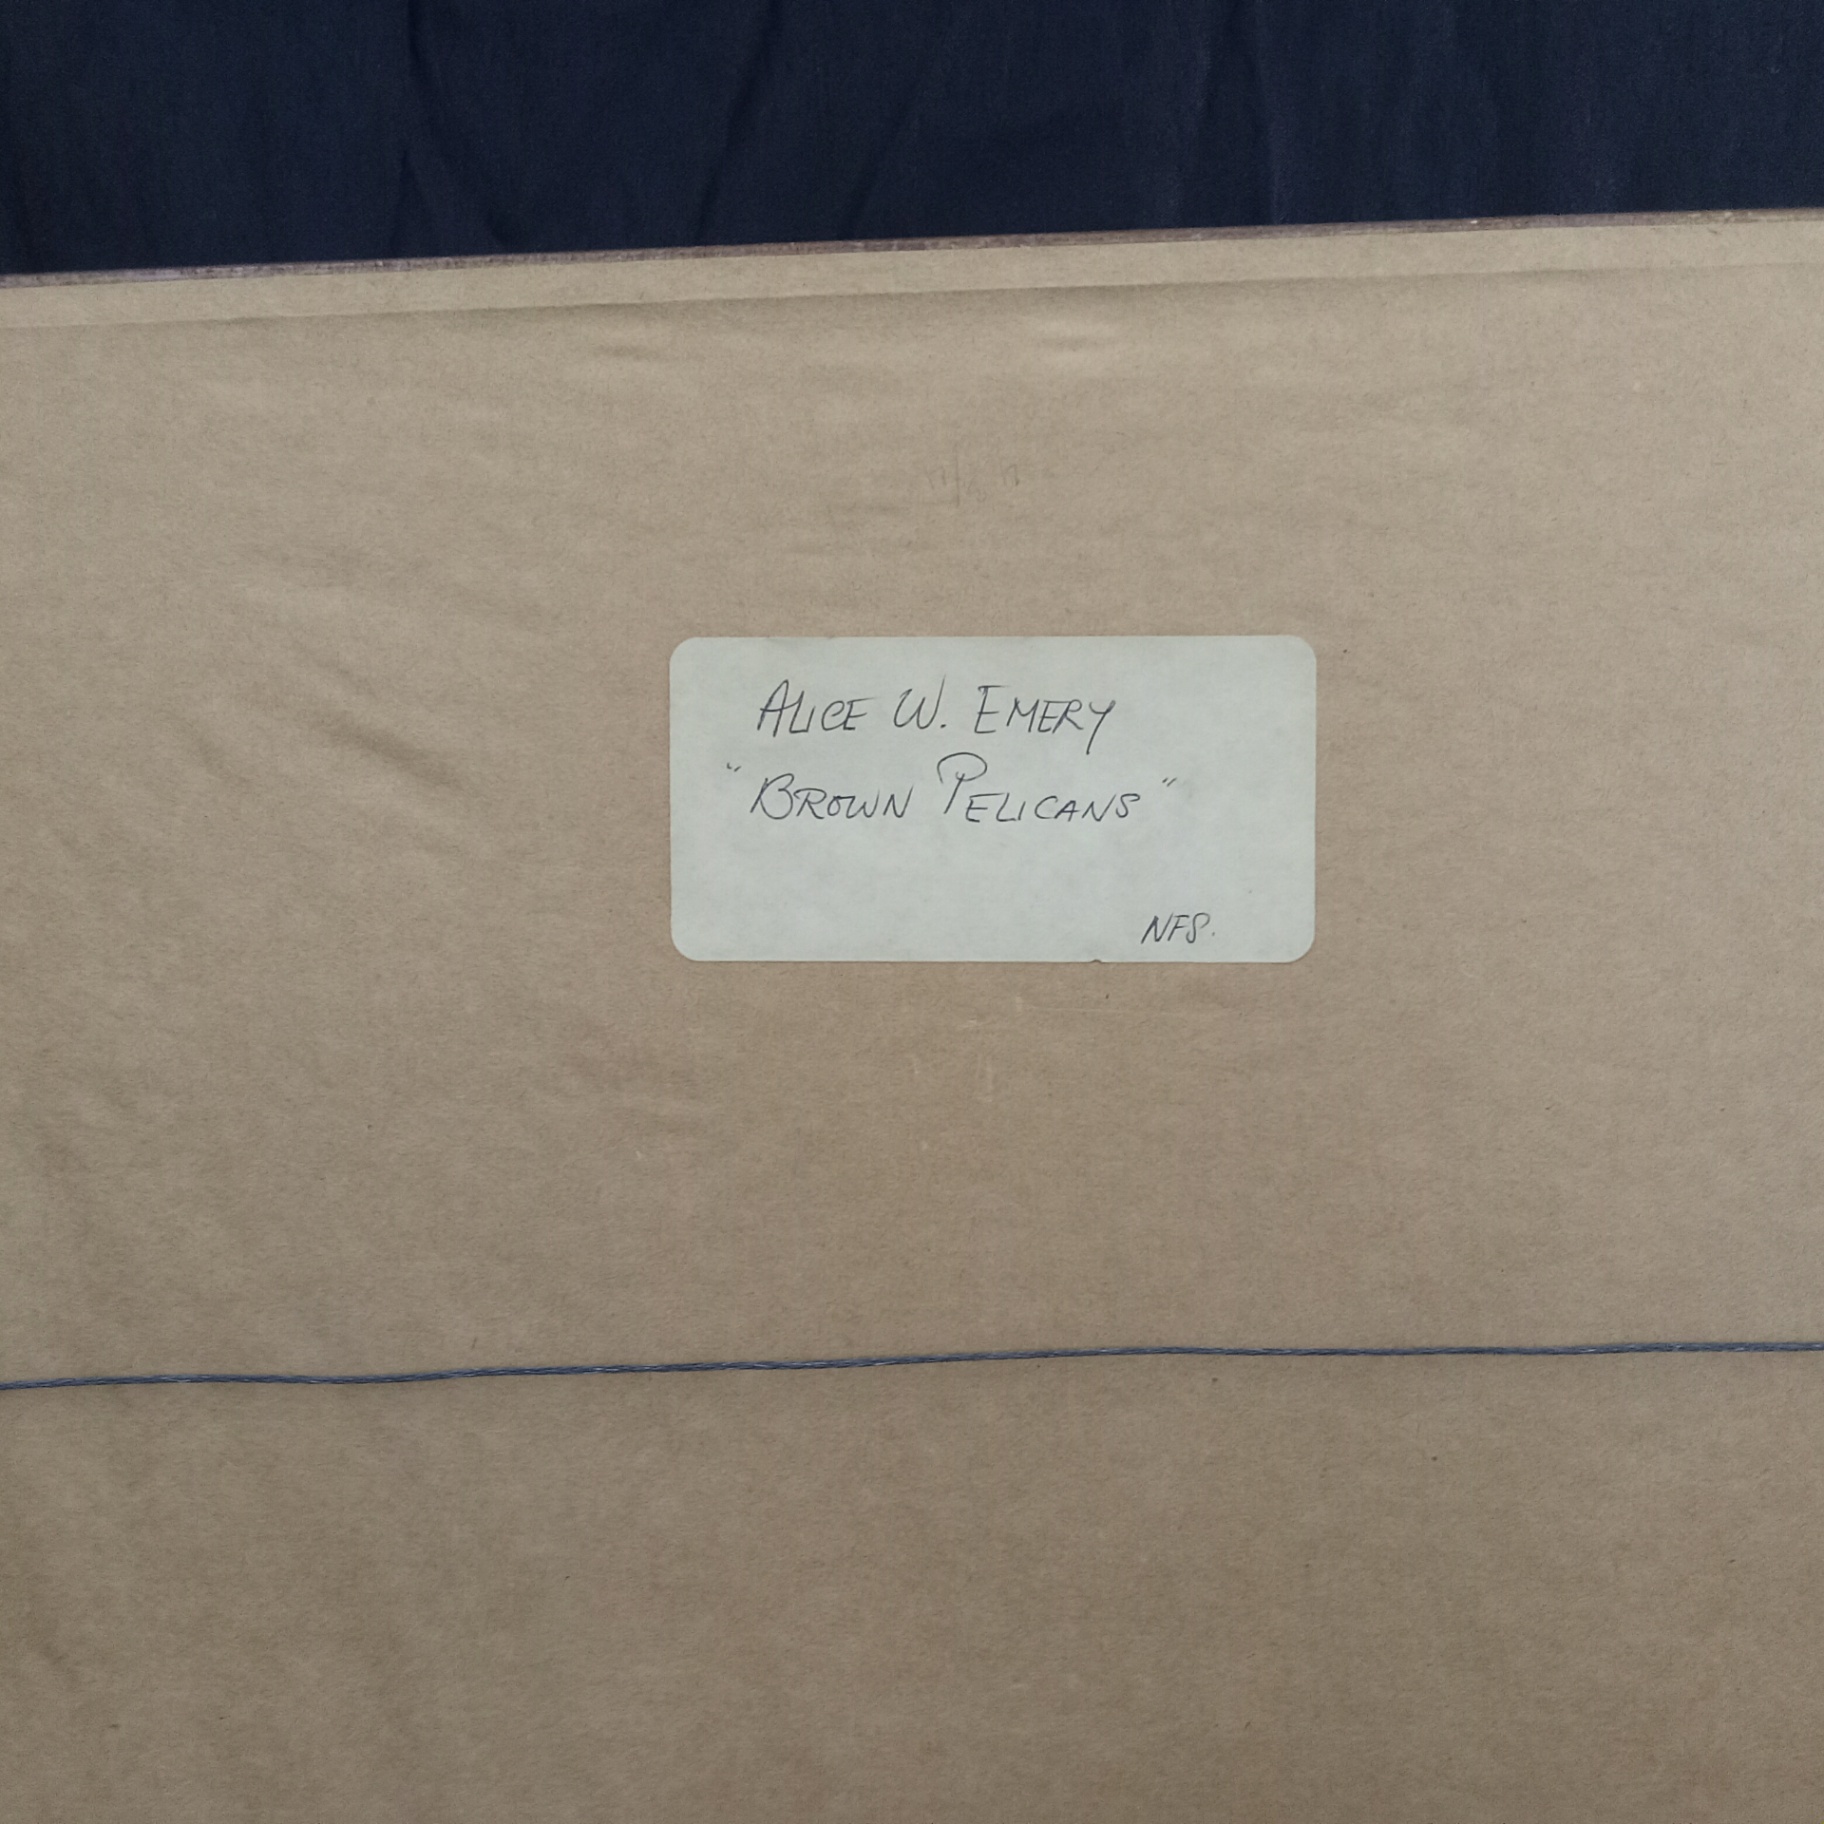 ALICE W. EMERY
"BROWN PELICANS"
NFS.